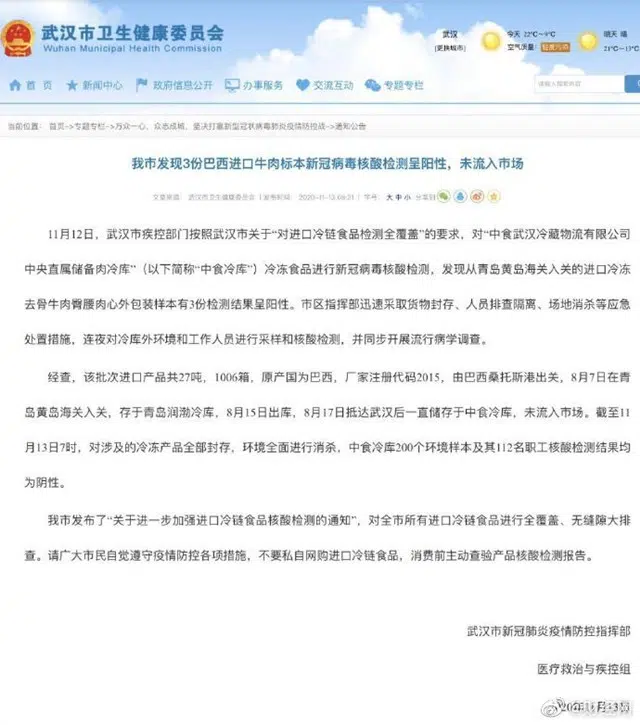 武汉市卫生健康委员会
Wuhan Municipal Health Commission
武汉
[更换城市]
今天 22℃~9℃
空气质量：轻度污染
明天 晴
21℃~13℃
首 页
新闻中心
政府信息公开
办事服务
交流互动
专题专栏
当前位置：首页->专题专栏->万众一心、众志成城，坚决打赢新型冠状病毒肺炎疫情防控战->通知公告
我市发现3份巴西进口牛肉标本新冠病毒核酸检测呈阳性，未流入市场
文章来源：武汉市卫生健康委员会 | 发布时间：2020-11-13 | 字号：大 中 小 分享到
11月12日，武汉市疾控部门按照武汉市关于“对进口冷链食品检测全覆盖”的要求，对“中食武汉冷藏物流有限公司
中央直属储备肉冷库”（以下简称“中食冷库”）冷冻食品进行新冠病毒核酸检测，发现从青岛黄岛海关入关的进口冷冻
去骨牛肉臀腰肉心外包装样本有3份检测结果呈阳性。市区指挥部迅速采取货物封存、人员排查隔离、场地消杀等应急
处置措施，连夜对冷库外环境和工作人员进行采样和核酸检测，并同步开展流行病学调查。
经查，该批次进口产品共27吨，1006箱，原产国为巴西，厂家注册代码2015，由巴西桑托斯港出关，8月7日在青
岛黄岛海关入关，存于青岛润渤冷库，8月15日出库，8月17日抵达武汉后一直储存于中食冷库，未流入市场。截至11
月13日7时，对涉及的冷冻产品全部封存，环境全面进行消杀，中食冷库200个环境样本及其112名职工核酸检测结果均
为阴性。
我市发布了“关于进一步加强进口冷链食品核酸检测的通知”，对全市所有进口冷链食品进行全覆盖、无缝隙大排
查。请广大市民自觉遵守疫情防控各项措施，不要私自网购进口冷链食品，消费前主动查验产品核酸检测报告。
武汉市新冠肺炎疫情防控指挥部
医疗救治与疾控组